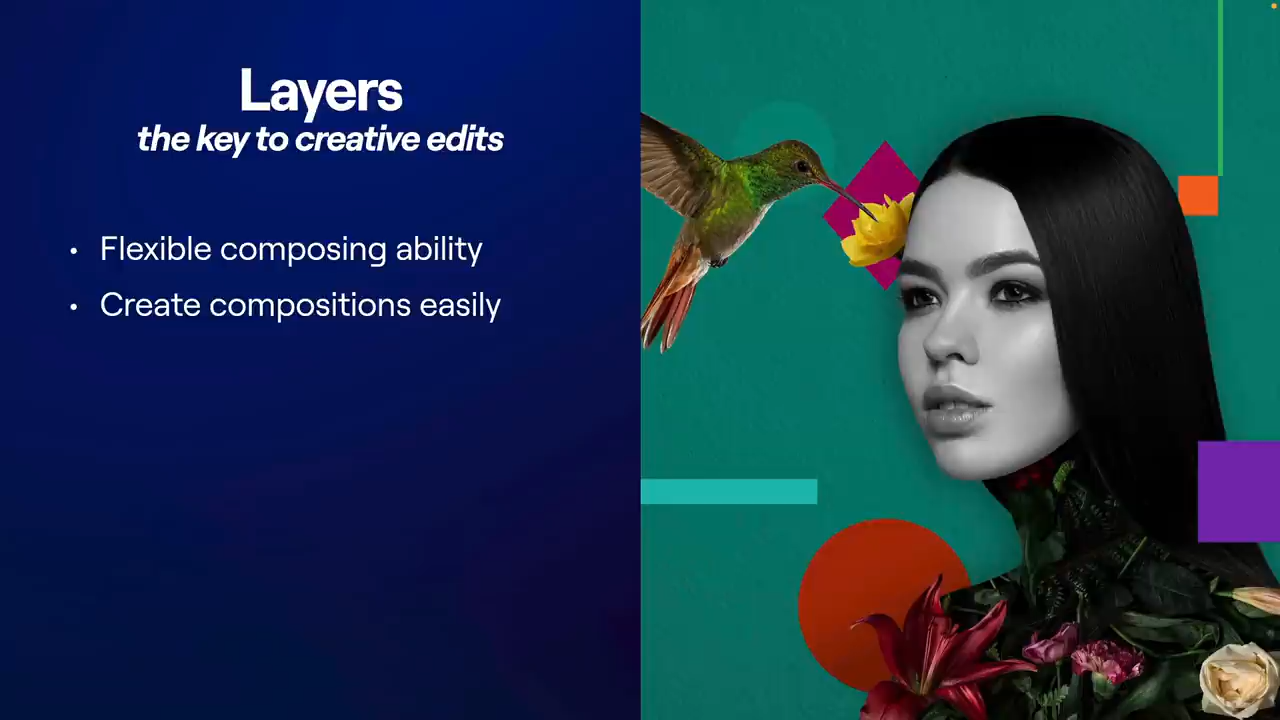 Layers
the key to creative edits
• Flexible composing ability
• Create compositions easily